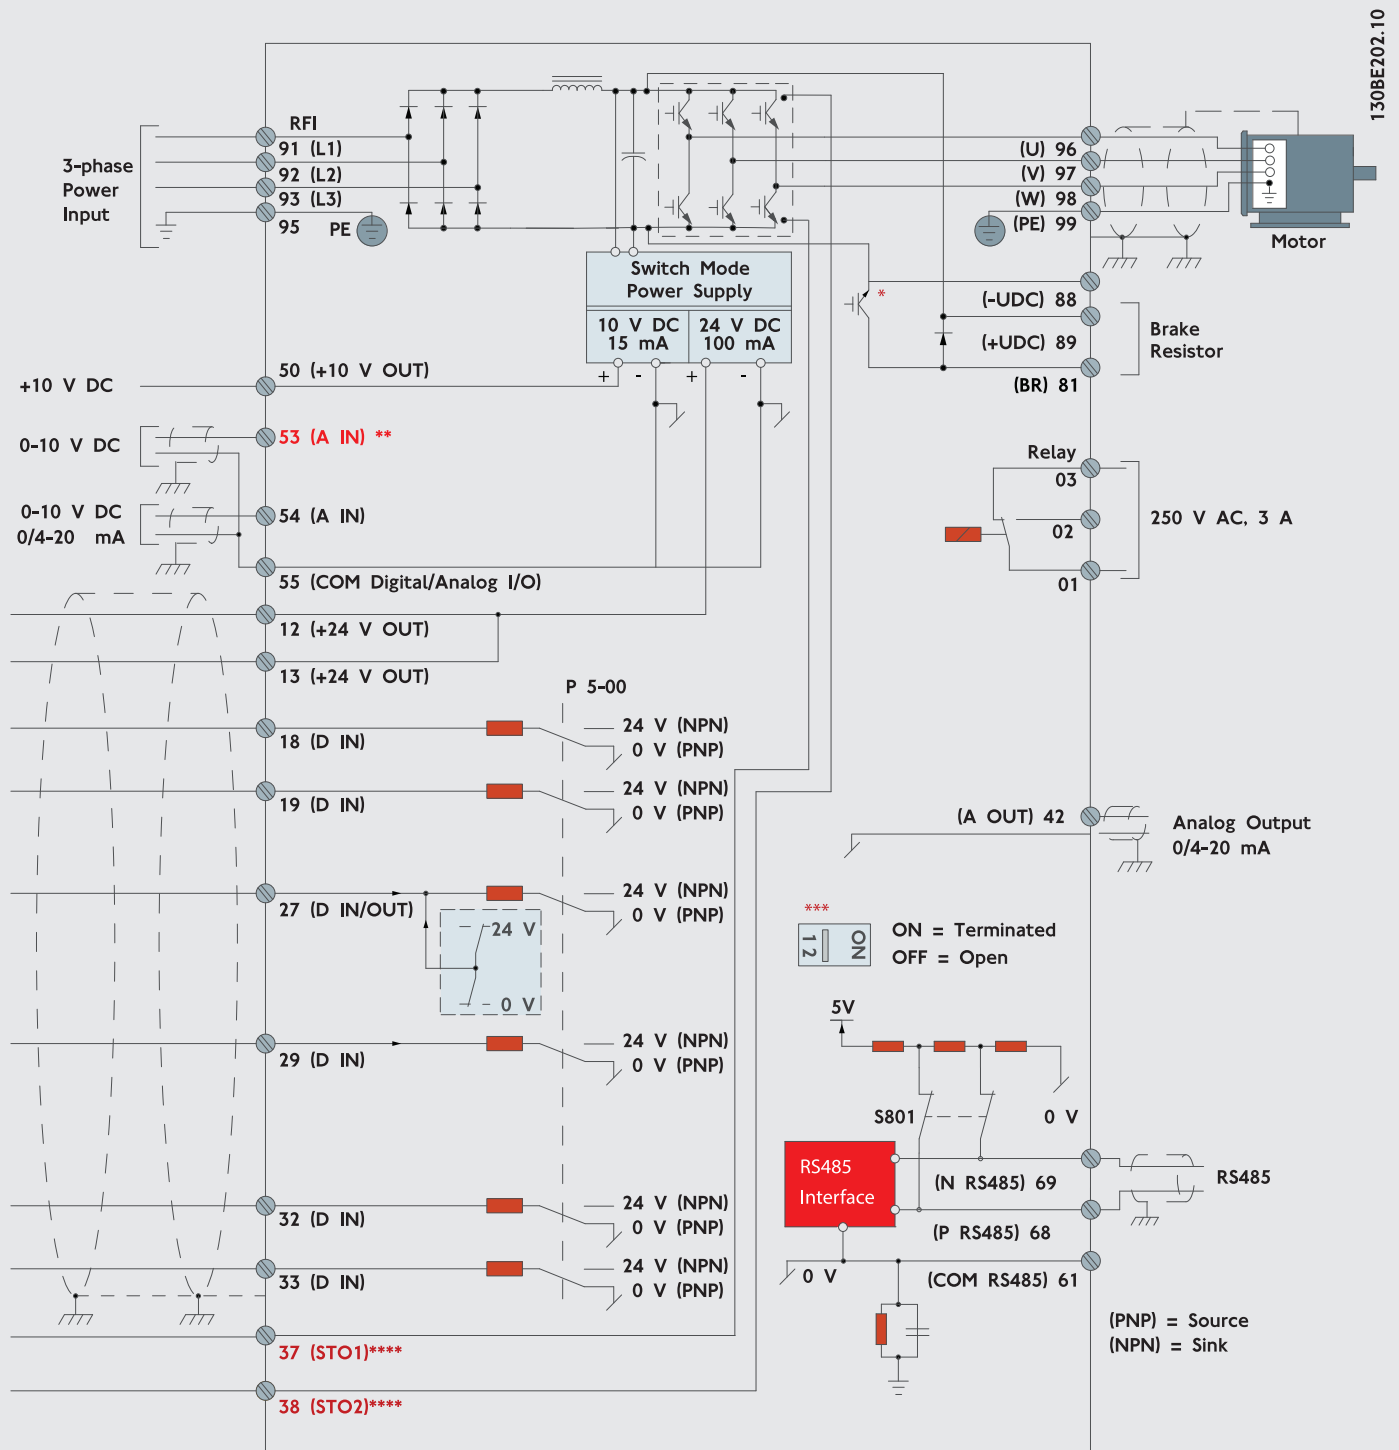 130BE202.10
RFI
91 (L1)
92 (L2)
93 (L3)
95
PE
3-phase
Power
Input
(U) 96
(V) 97
(W) 98
(PE) 99
Motor
Switch Mode
Power Supply
10 V DC
15 mA
24 V DC
100 mA
+
-
+
-
*
(-UDC) 88
(+UDC) 89
(BR) 81
Brake
Resistor
+10 V DC
50 (+10 V OUT)
0-10 V DC
53 (A IN) **
0-10 V DC
0/4-20 mA
54 (A IN)
55 (COM Digital/Analog I/O)
Relay
03
02
01
250 V AC, 3 A
12 (+24 V OUT)
13 (+24 V OUT)
P 5-00
18 (D IN)
24 V (NPN)
0 V (PNP)
19 (D IN)
24 V (NPN)
0 V (PNP)
27 (D IN/OUT)
24 V (NPN)
0 V (PNP)
24 V
0 V
29 (D IN)
24 V (NPN)
0 V (PNP)
32 (D IN)
24 V (NPN)
0 V (PNP)
33 (D IN)
24 V (NPN)
0 V (PNP)
37 (STO1)****
38 (STO2)****
(A OUT) 42
Analog Output
0/4-20 mA
***
1 2
ON
ON = Terminated
OFF = Open
5V
S801
0 V
RS485
Interface
(N RS485) 69
(P RS485) 68
RS485
0 V
(COM RS485) 61
(PNP) = Source
(NPN) = Sink